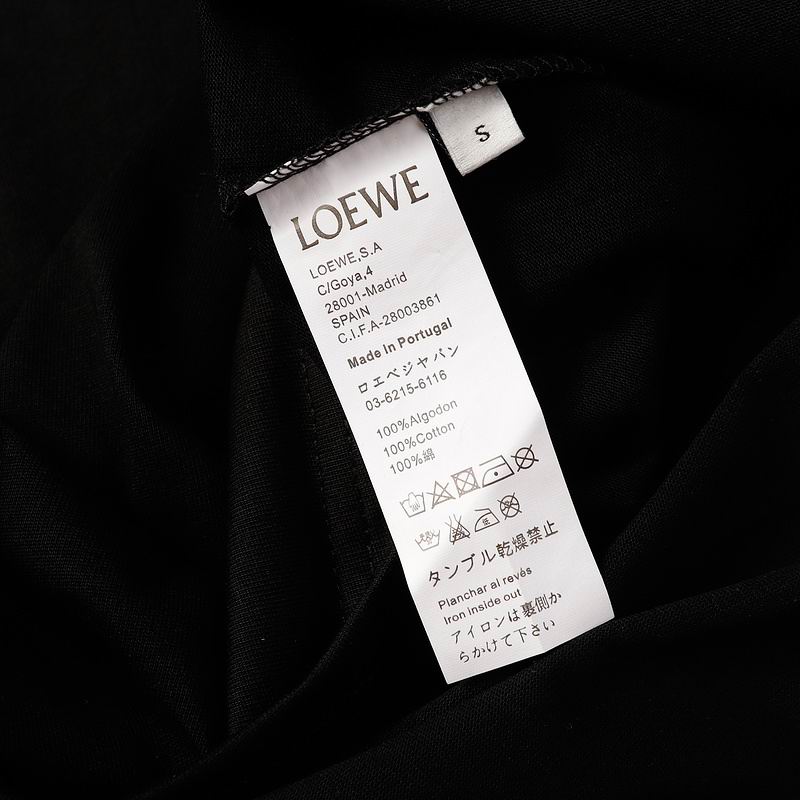 S
LOEWE
LOEWE,S.A
C/Goya,4
28001-Madrid
SPAIN
C.I.F.A-28003861
Made In Portugal
ロエベジヤパン
03-6215-6116
100%Algodon
100%Cotton
100%綿
タンブル乾燥禁止
Planchar al revés
Iron inside out
アイロンは裏側か
らかけて下さい